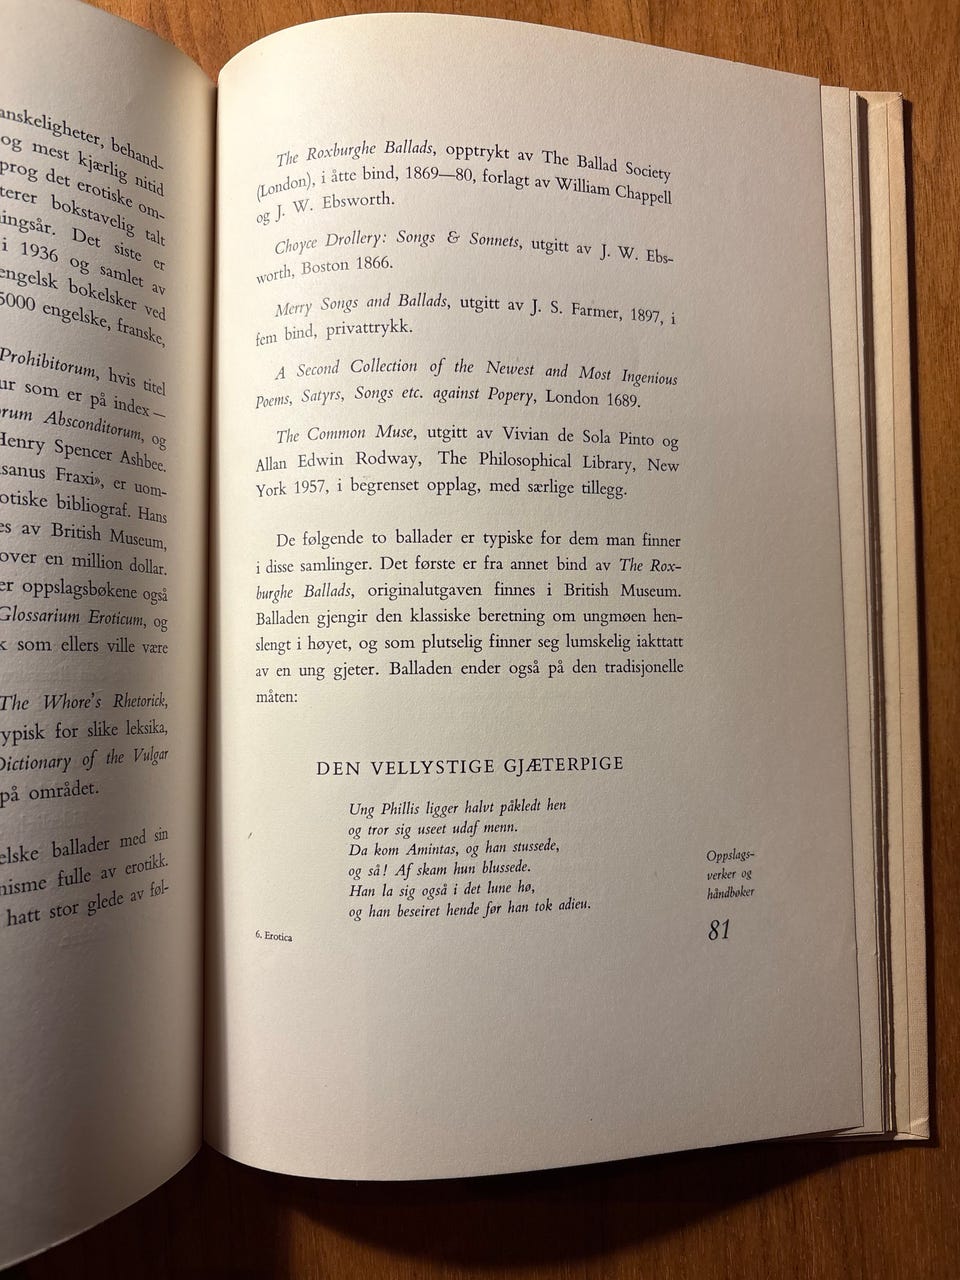 anskeligheter, behand-
og mest kjærlig nitid
prog det erotiske om-
terer bokstavelig talt
ingsår. Det siste er
i 1936 og samlet av
engelsk bokelsker ved
5000 engelske, franske,
Prohibitorum, hvis titel
ur som er på index —
rum Absconditorum, og
Henry Spencer Ashbee.
sanus Fraxi», er uom-
otiske bibliograf. Hans
es av British Museum,
over en million dollar.
er oppslagsbøkene også
Glossarium Eroticum, og
k som ellers ville være
The Whore's Rhetorick,
ypisk for slike leksika,
Dictionary of the Vulgar
på området.
elske ballader med sin
nisme fulle av erotikk.
hatt stor glede av føl-
The Roxburghe Ballads, opptrykt av The Ballad Society
(London), i åtte bind, 1869—80, forlagt av William Chappell
og J. W. Ebsworth.
Choyce Drollery: Songs & Sonnets, utgitt av J. W. Ebs-
worth, Boston 1866.
Merry Songs and Ballads, utgitt av J. S. Farmer, 1897, i
fem bind, privattrykk.
A Second Collection of the Newest and Most Ingenious
Poems, Satyrs, Songs etc. against Popery, London 1689.
The Common Muse, utgitt av Vivian de Sola Pinto og
Allan Edwin Rodway, The Philosophical Library, New
York 1957, i begrenset opplag, med særlige tillegg.
De følgende to ballader er typiske for dem man finner
i disse samlinger. Det første er fra annet bind av The Rox-
burghe Ballads, originalutgaven finnes i British Museum.
Balladen gjengir den klassiske beretning om ungmøen hen-
slengt i høyet, og som plutselig finner seg lumskelig iakttatt
av en ung gjeter. Balladen ender også på den tradisjonelle
måten:
DEN VELLYSTIGE GJÆTERPIGE
Ung Phillis ligger halvt påkledt hen
og tror sig useet udaf menn.
Da kom Amintas, og han stussede,
og så! Af skam hun blussede.
Han la sig også i det lune hø,
og han beseiret hende før han tok adieu.
Oppslags-
verker og
håndbøker
6. Erotica
81